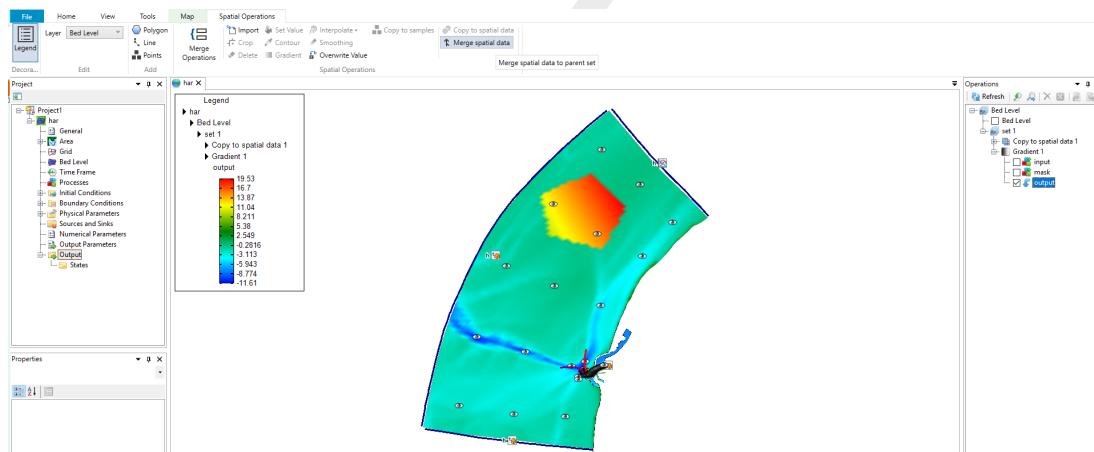 File Home View Tools Map Spatial Operations
Legend
Layer Bed Level
Polygon
Line
Points
Merge Operations
Import Set Value Interpolate Copy to samples Copy to spatial data
Crop Contour Smoothing Merge spatial data
Delete Gradient Overwrite Value
Decora... Edit Add Spatial Operations
Merge spatial data to parent set
Project
Project1
har
General
Area
Grid
Bed Level
Time Frame
Processes
Initial Conditions
Boundary Conditions
Physical Parameters
Sources and Sinks
Numerical Parameters
Output Parameters
Output
States
Properties
har
Legend
har
Bed Level
set 1
Copy to spatial data 1
Gradient 1
output
19.53
16.7
13.87
11.04
8.211
5.38
2.549
-0.2816
-3.113
-5.943
-8.774
-11.61
h
h
h
Operations
Refresh
Bed Level
Bed Level
set 1
Copy to spatial data 1
Gradient 1
input
mask
output